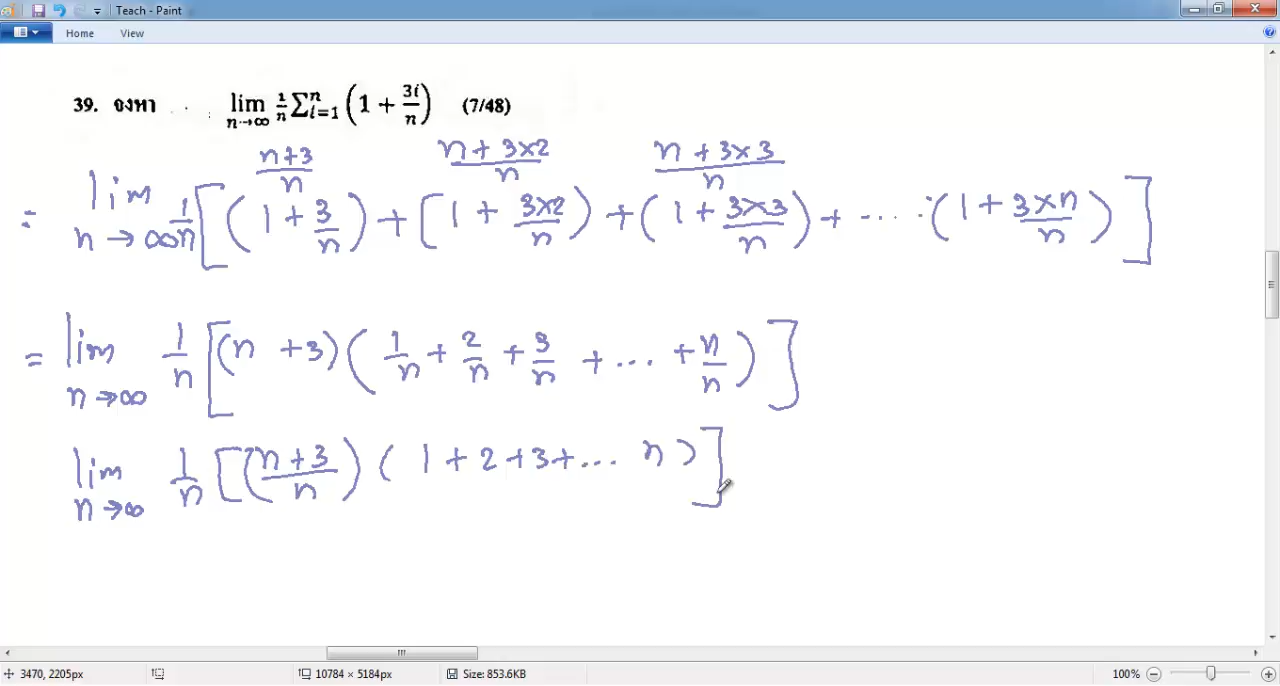 Teach - Paint
Home View
39. จงหา lim n→∞ 1/n ∑ⁿᵢ₌₁ (1 + 3i/n) (7/48)
n+3/n n+3×2/n n+3×3/n
= lim n→∞ 1/n [(1+3/n)+[1+3×2/n)+(1+3×3/n)+....(1+3×n/n)]
= lim n→∞ 1/n [(n+3)(1/n+2/n+3/n+...+n/n)]
lim n→∞ 1/n [(n+3/n)(1+2+3+... n)]
3470, 2205px 10784 × 5184px Size: 853.6KB 100%